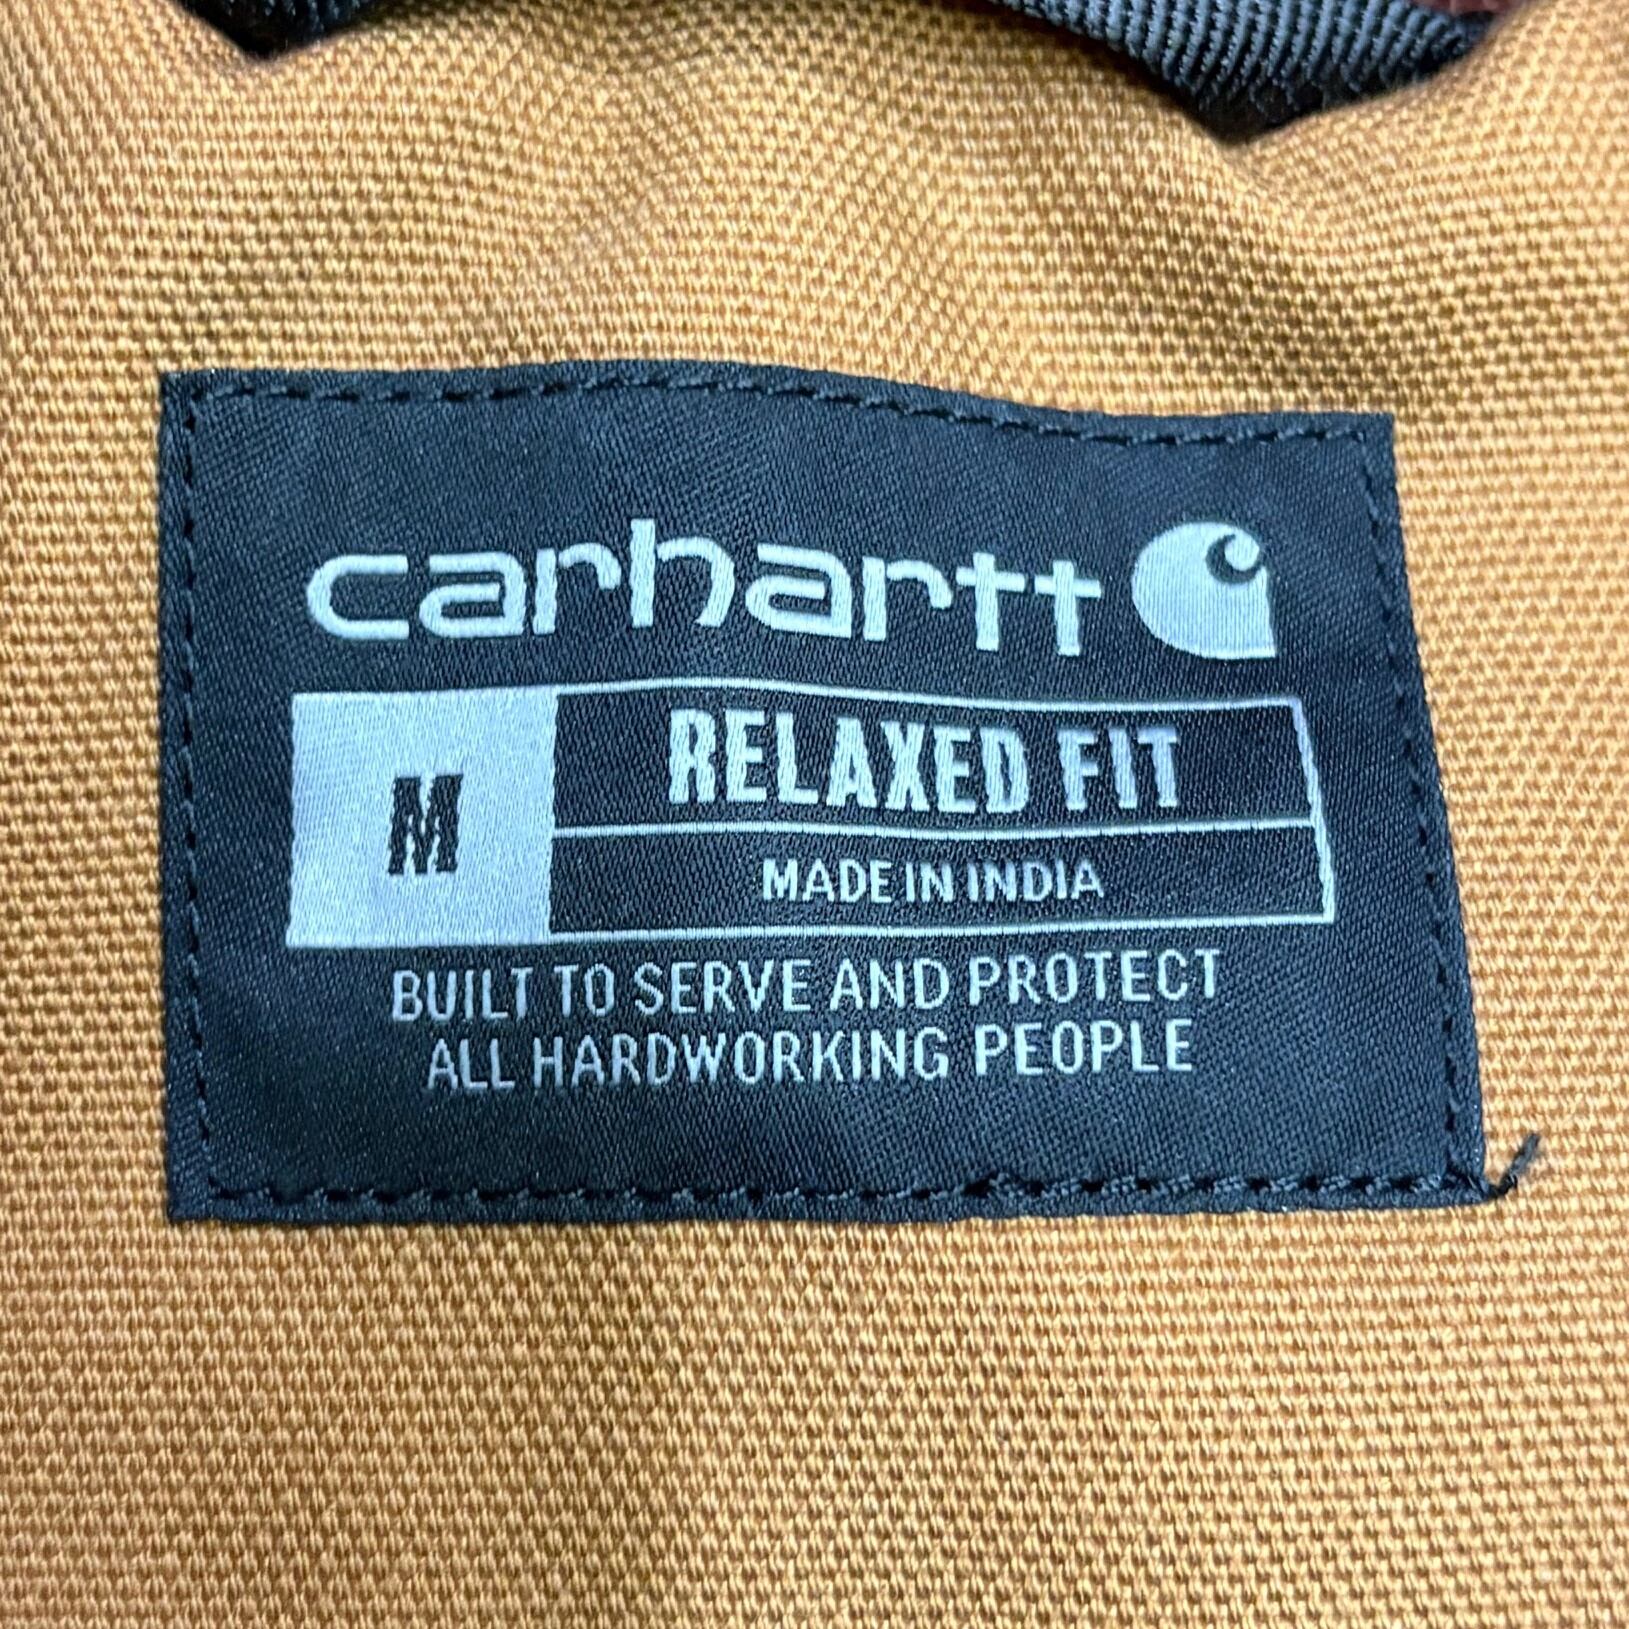 carhartt
M
RELAXED FIT
MADE IN INDIA
BUILT TO SERVE AND PROTECT
ALL HARDWORKING PEOPLE